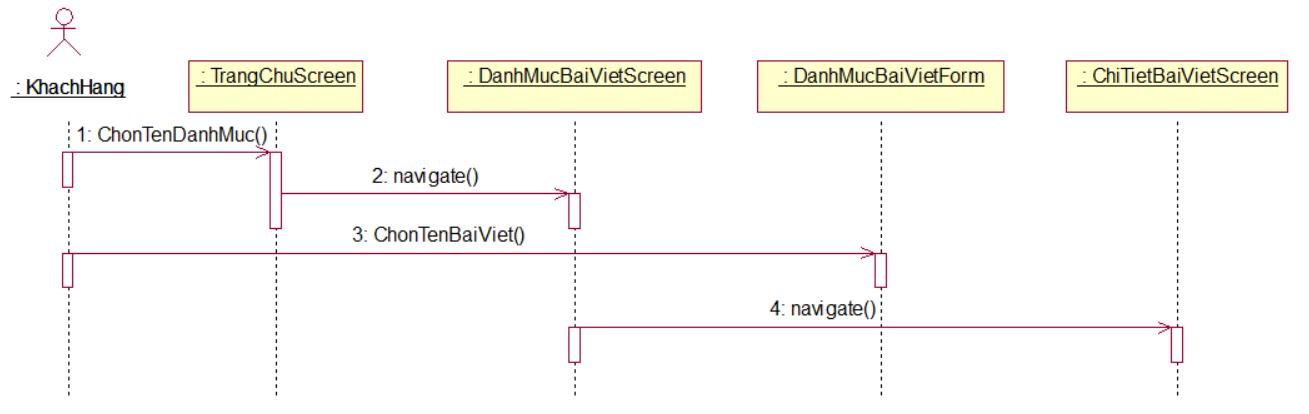 : KhachHang
: TrangChuScreen
: DanhMucBaiVietScreen
: DanhMucBaiVietForm
: ChiTietBaiVietScreen
1: ChonTenDanhMuc()
2: navigate()
3: ChonTenBaiViet()
4: navigate()